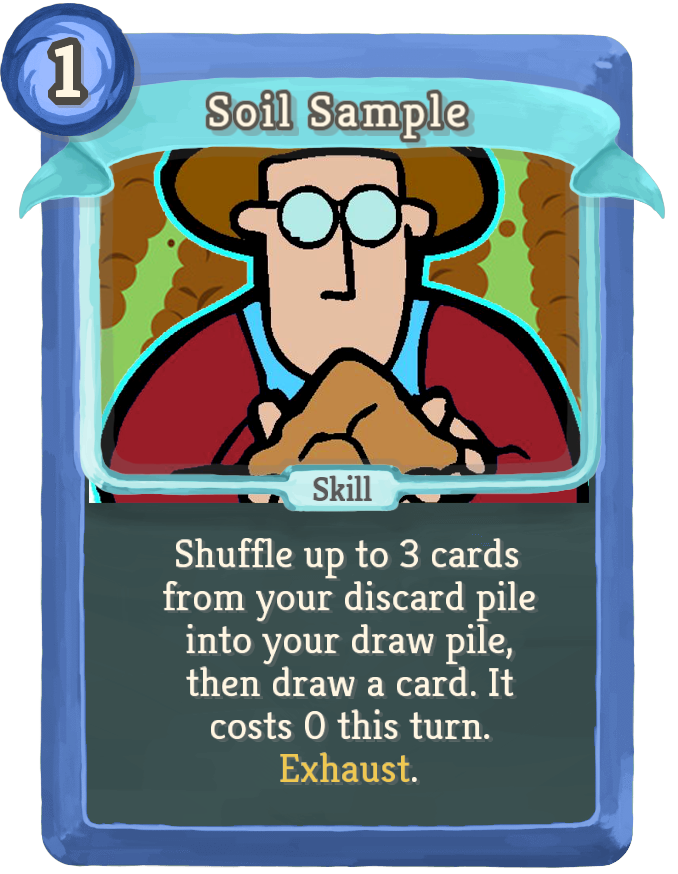 1
Soil Sample
Skill
Shuffle up to 3 cards
from your discard pile
into your draw pile,
then draw a card. It
costs 0 this turn.
Exhaust.